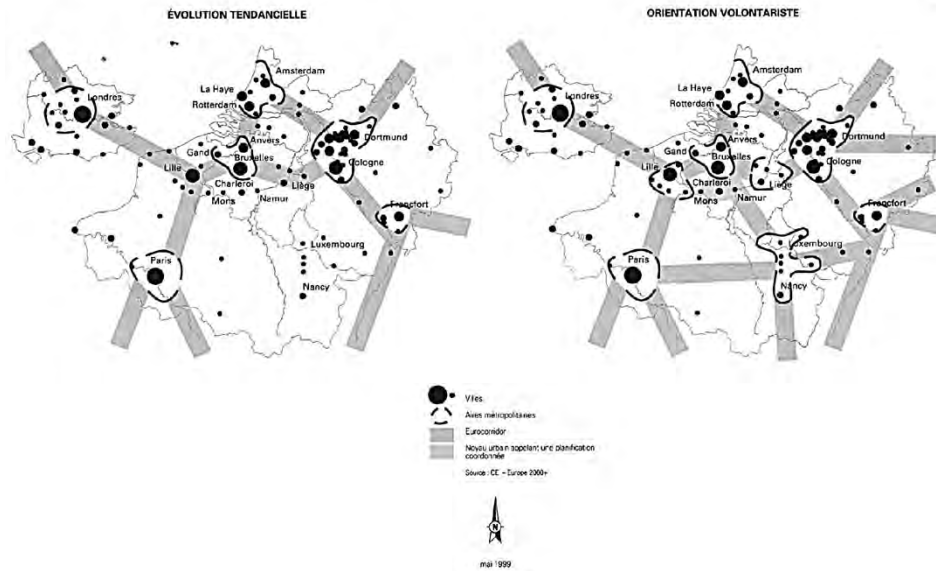 ÉVOLUTION TENDANCIELLE
Amsterdam
La Haye
Londres
Rotterdam
Anvers
Dortmund
Gand
Bruxelles
Cologne
Lille
Liège
Charleroi
Mons
Namur
Francfort
Luxembourg
Paris
Nancy
ORIENTATION VOLONTARISTE
Amsterdam
La Haye
Londres
Rotterdam
Anvers
Dortmund
Gand
Bruxelles
Cologne
Lille
Liège
Charleroi
Mons
Namur
Francfort
Luxembourg
Paris
Nancy
Villes
Aires métropolitaines
Eurocorridor
Noyau urbain appelant une planification
coordonnée
Source : CE - Europe 2000+
N
mai 1999